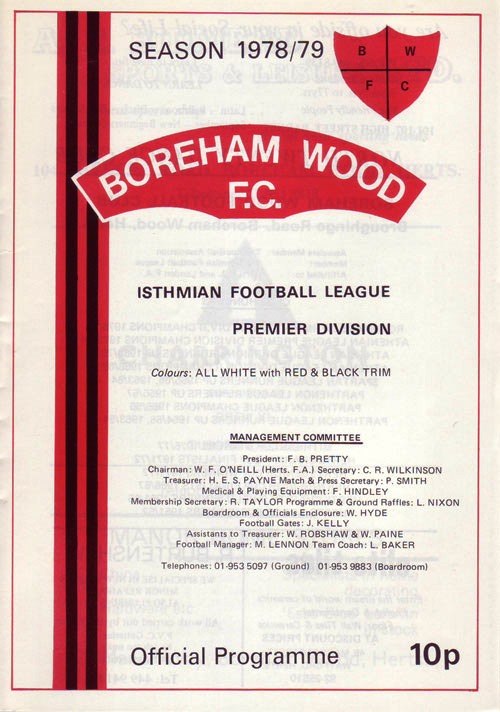 SEASON 1978/79
B W
F C
BOREHAM WOOD
F.C.
ISTHMIAN FOOTBALL LEAGUE
PREMIER DIVISION
Colours: ALL WHITE with RED & BLACK TRIM
MANAGEMENT COMMITTEE
President: F. B. PRETTY
Chairman: W. F. O'NEILL (Herts. F.A.) Secretary: C. R. WILKINSON
Treasurer: H. E. S. PAYNE Match & Press Secretary: P. SMITH
Medical & Playing Equipment: F. HINDLEY
Membership Secretary: R. TAYLOR Programme & Ground Raffles: L. NIXON
Boardroom & Officials Enclosure: W. HYDE
Football Gates: J. KELLY
Assistants to Treasurer: W. ROBSHAW & W. PAINE
Football Manager: M. LENNON Team Coach: L. BAKER
Telephones: 01-953 5097 (Ground) 01-953 9883 (Boardroom)
Official Programme 10p